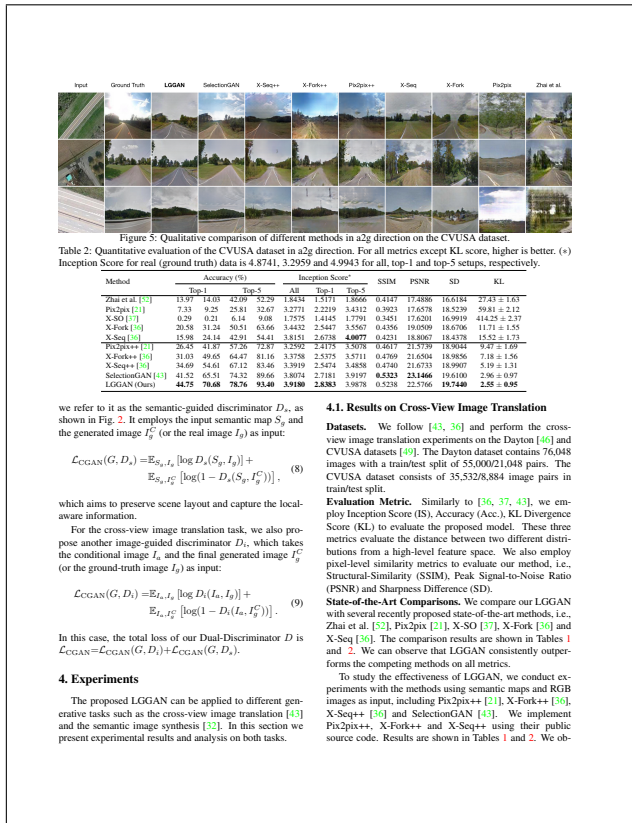 Input Ground Truth LGGAN SelectionGAN X-Seq++ X-Fork++ Pix2pix++ X-Seq X-Fork Pix2pix Zhai et al.
Figure 5: Qualitative comparison of different methods in a2g direction on the CVUSA dataset.
Table 2: Quantitative evaluation of the CVUSA dataset in a2g direction. For all metrics except KL score, higher is better. (∗)
Inception Score for real (ground truth) data is 4.8741, 3.2959 and 4.9943 for all, top-1 and top-5 setups, respectively.
Method Accuracy (%) Inception Score* SSIM PSNR SD KL
Top-1 Top-5 All Top-1 Top-5
Zhai et al. [52] 13.97 14.03 42.09 52.29 1.8434 1.5171 1.8666 0.4147 17.4886 16.6184 27.43 ± 1.63
Pix2pix [21] 7.33 9.25 25.81 32.67 3.2771 2.2219 3.4312 0.3923 17.6578 18.5239 59.81 ± 2.12
X-SO [37] 0.29 0.21 6.14 9.08 1.7575 1.4145 1.7791 0.3451 17.6201 16.9919 414.25 ± 2.37
X-Fork [36] 20.58 31.24 50.51 63.66 3.4432 2.5447 3.5567 0.4356 19.0509 18.6706 11.71 ± 1.55
X-Seq [36] 15.98 24.14 42.91 54.41 3.8151 2.6738 4.0077 0.4231 18.8067 18.4378 15.52 ± 1.73
Pix2pix++ [21] 26.45 41.87 57.26 72.87 3.2592 2.4175 3.5078 0.4617 21.5739 18.9044 9.47 ± 1.69
X-Fork++ [36] 31.03 49.65 64.47 81.16 3.3758 2.5375 3.5711 0.4769 21.6504 18.9856 7.18 ± 1.56
X-Seq++ [36] 34.69 54.61 67.12 83.46 3.3919 2.5474 3.4858 0.4740 21.6733 18.9907 5.19 ± 1.31
SelectionGAN [43] 41.52 65.51 74.32 89.66 3.8074 2.7181 3.9197 0.5323 23.1466 19.6100 2.96 ± 0.97
LGGAN (Ours) 44.75 70.68 78.76 93.40 3.9180 2.8383 3.9878 0.5238 22.5766 19.7440 2.55 ± 0.95
we refer to it as the semantic-guided discriminator Ds, as
shown in Fig. 2. It employs the input semantic map Sg and
the generated image I_g^C (or the real image Ig) as input:
L_CGAN(G, Ds) =E_{Sg,Ig} [log Ds(Sg, Ig)] +
E_{Sg,I_g^C} [log(1 − Ds(Sg, I_g^C))] , (8)
which aims to preserve scene layout and capture the local-
aware information.
For the cross-view image translation task, we also pro-
pose another image-guided discriminator Di, which takes
the conditional image Ia and the final generated image I_g^C
(or the ground-truth image Ig) as input:
L_CGAN(G, Di) =E_{Ia,Ig} [log Di(Ia, Ig)] +
E_{Ia,I_g^C} [log(1 − Di(Ia, I_g^C))] . (9)
In this case, the total loss of our Dual-Discriminator D is
L_CGAN=L_CGAN(G, Di)+L_CGAN(G, Ds).
4. Experiments
The proposed LGGAN can be applied to different gen-
erative tasks such as the cross-view image translation [43]
and the semantic image synthesis [32]. In this section we
present experimental results and analysis on both tasks.
4.1. Results on Cross-View Image Translation
Datasets. We follow [43, 36] and perform the cross-
view image translation experiments on the Dayton [46] and
CVUSA datasets [49]. The Dayton dataset contains 76,048
images with a train/test split of 55,000/21,048 pairs. The
CVUSA dataset consists of 35,532/8,884 image pairs in
train/test split.
Evaluation Metric. Similarly to [36, 37, 43], we em-
ploy Inception Score (IS), Accuracy (Acc.), KL Divergence
Score (KL) to evaluate the proposed model. These three
metrics evaluate the distance between two different distri-
butions from a high-level feature space. We also employ
pixel-level similarity metrics to evaluate our method, i.e.,
Structural-Similarity (SSIM), Peak Signal-to-Noise Ratio
(PSNR) and Sharpness Difference (SD).
State-of-the-Art Comparisons. We compare our LGGAN
with several recently proposed state-of-the-art methods, i.e.,
Zhai et al. [52], Pix2pix [21], X-SO [37], X-Fork [36] and
X-Seq [36]. The comparison results are shown in Tables 1
and 2. We can observe that LGGAN consistently outper-
forms the competing methods on all metrics.
To study the effectiveness of LGGAN, we conduct ex-
periments with the methods using semantic maps and RGB
images as input, including Pix2pix++ [21], X-Fork++ [36],
X-Seq++ [36] and SelectionGAN [43]. We implement
Pix2pix++, X-Fork++ and X-Seq++ using their public
source code. Results are shown in Tables 1 and 2. We ob-